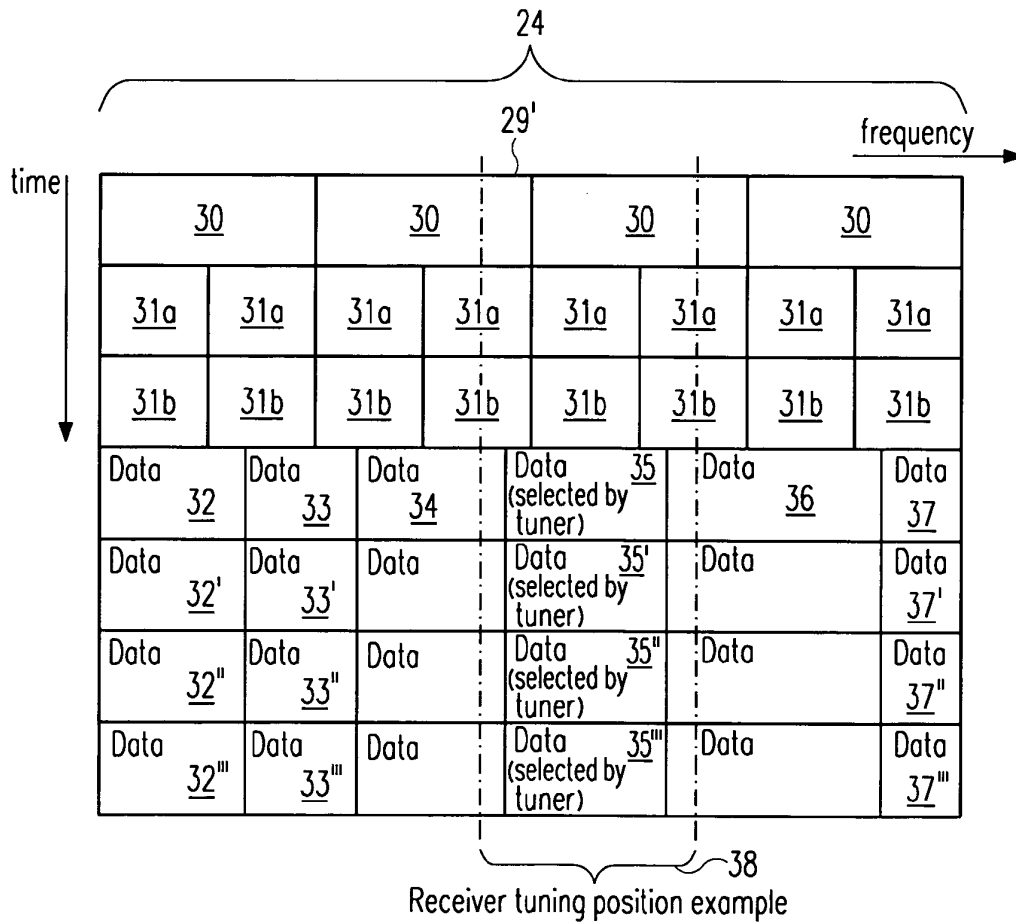 24
29'
frequency
time
30 30 30 30
31a 31a 31a 31a 31a 31a 31a 31a
31b 31b 31b 31b 31b 31b 31b 31b
Data 32
Data 33
Data 34
Data 35
(selected by
tuner)
Data 36
Data 37
Data 32'
Data 33'
Data
Data 35'
(selected by
tuner)
Data
Data 37'
Data 32"
Data 33"
Data
Data 35"
(selected by
tuner)
Data
Data 37"
Data 32'''
Data 33'''
Data
Data 35'''
(selected by
tuner)
Data
Data 37'''
38
Receiver tuning position example